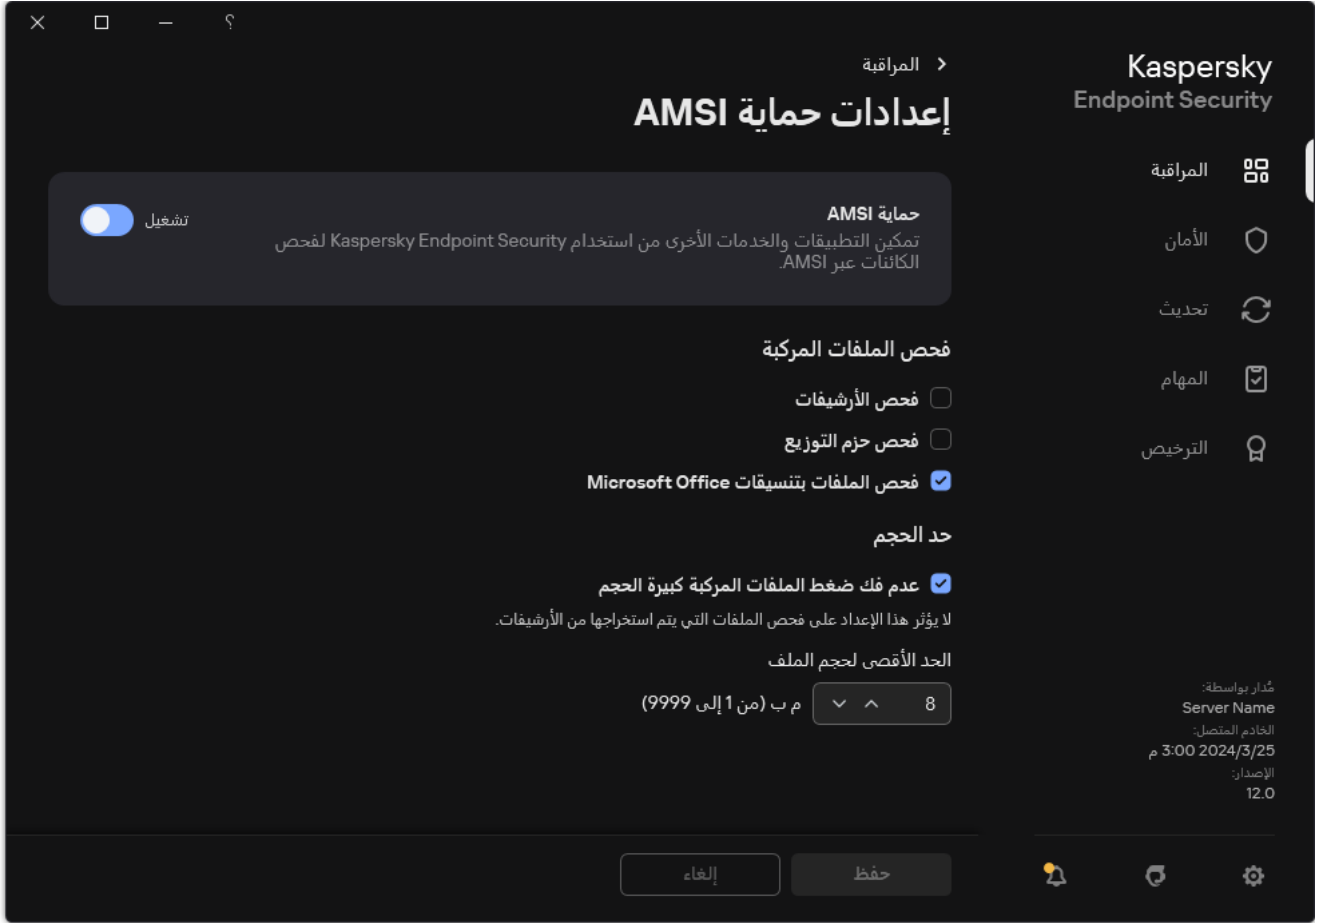 Kaspersky
Endpoint Security
المراقبة
الأمان
تحديث
المهام
الترخيص
مُدار بواسطة:
Server Name
الخادم المتصل:
2024/3/25 3:00 م
الإصدار:
12.0
المراقبة
إعدادات حماية AMSI
حماية AMSI
تمكين التطبيقات والخدمات الأخرى من استخدام Kaspersky Endpoint Security لفحص
الكائنات عبر AMSI.
تشغيل
فحص الملفات المركبة
فحص الأرشيفات
فحص حزم التوزيع
فحص الملفات بتنسيقات Microsoft Office
حد الحجم
عدم فك ضغط الملفات المركبة كبيرة الحجم
لا يؤثر هذا الإعداد على فحص الملفات التي يتم استخراجها من الأرشيفات.
الحد الأقصى لحجم الملف
8 م ب (من 1 إلى 9999)
حفظ
إلغاء